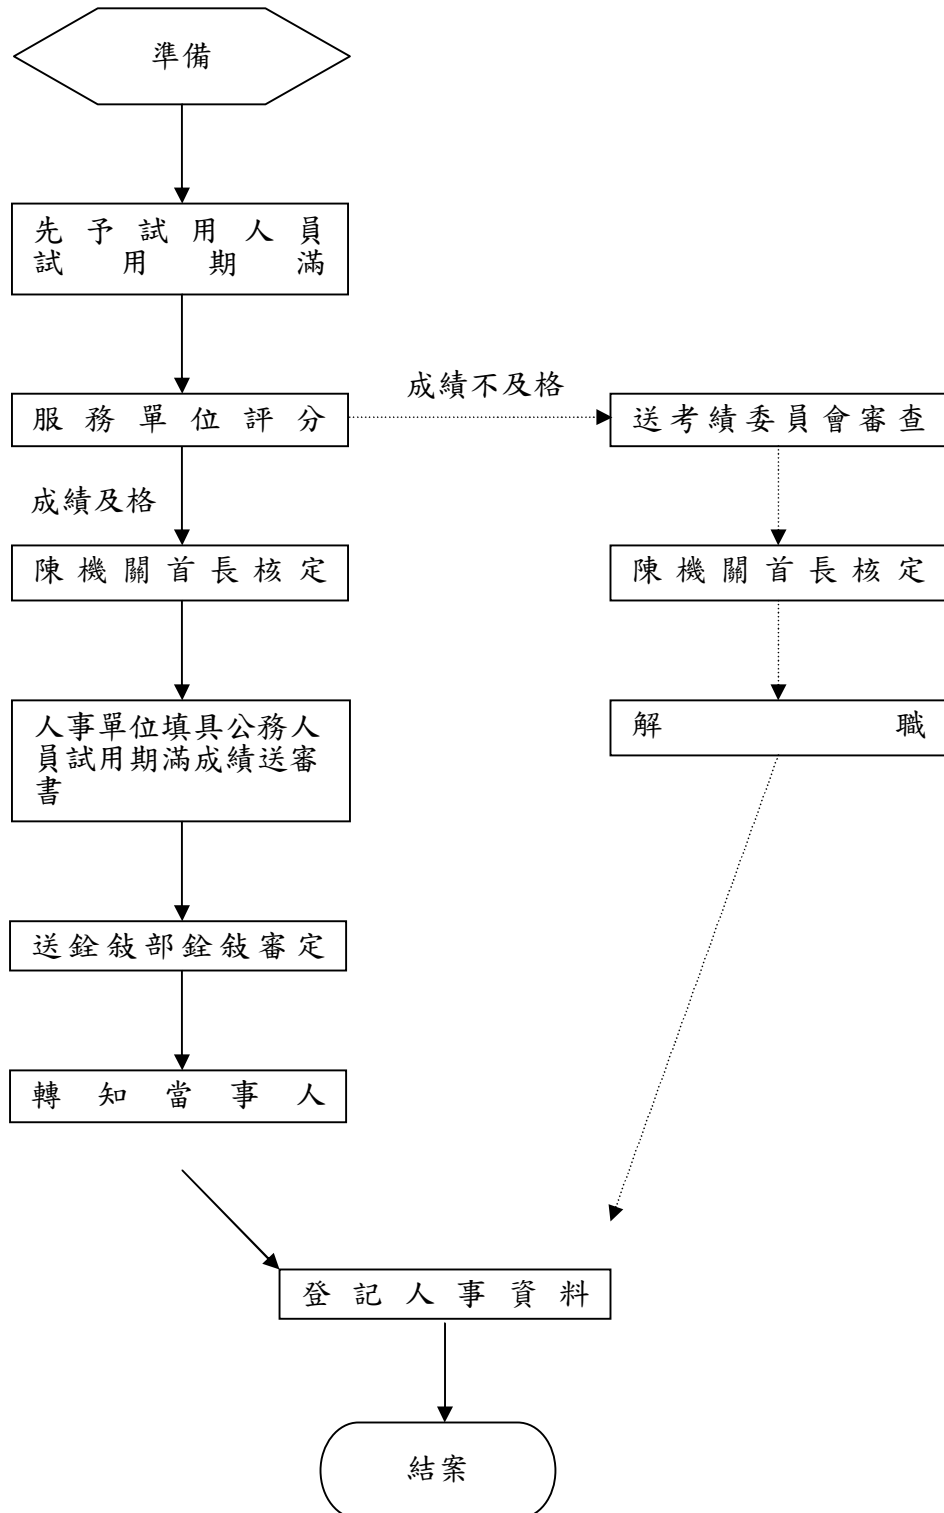 準備
先予試用人員
試用期滿
成績不及格
服務單位評分
送考績委員會審查
成績及格
陳機關首長核定
陳機關首長核定
人事單位填具公務人
員試用期滿成績送審
書
解職
送銓敍部銓敍審定
轉知當事人
登記人事資料
結案